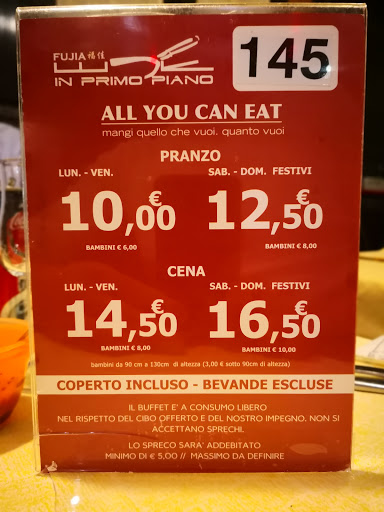 FUJIA 福佳
IN PRIMO PIANO
145
ALL YOU CAN EAT
mangi quello che vuoi. quanto vuoi
PRANZO
LUN. - VEN. SAB. - DOM. FESTIVI
10,00€ 12,50€
BAMBINI € 6,00 BAMBINI € 8,00
CENA
LUN. - VEN. SAB. - DOM. FESTIVI
14,50€ 16,50€
BAMBINI € 8,00 BAMBINI € 10,00
bambini da 90 cm a 130cm di altezza (3,00 € sotto 90cm di altezza)
COPERTO INCLUSO - BEVANDE ESCLUSE
IL BUFFET E' A CONSUMO LIBERO
NEL RISPETTO DEL CIBO OFFERTO E DEL NOSTRO IMPEGNO. NON SI
ACCETTANO SPRECHI.
LO SPRECO SARA' ADDEBITATO
MINIMO DI € 5,00 // MASSIMO DA DEFINIRE